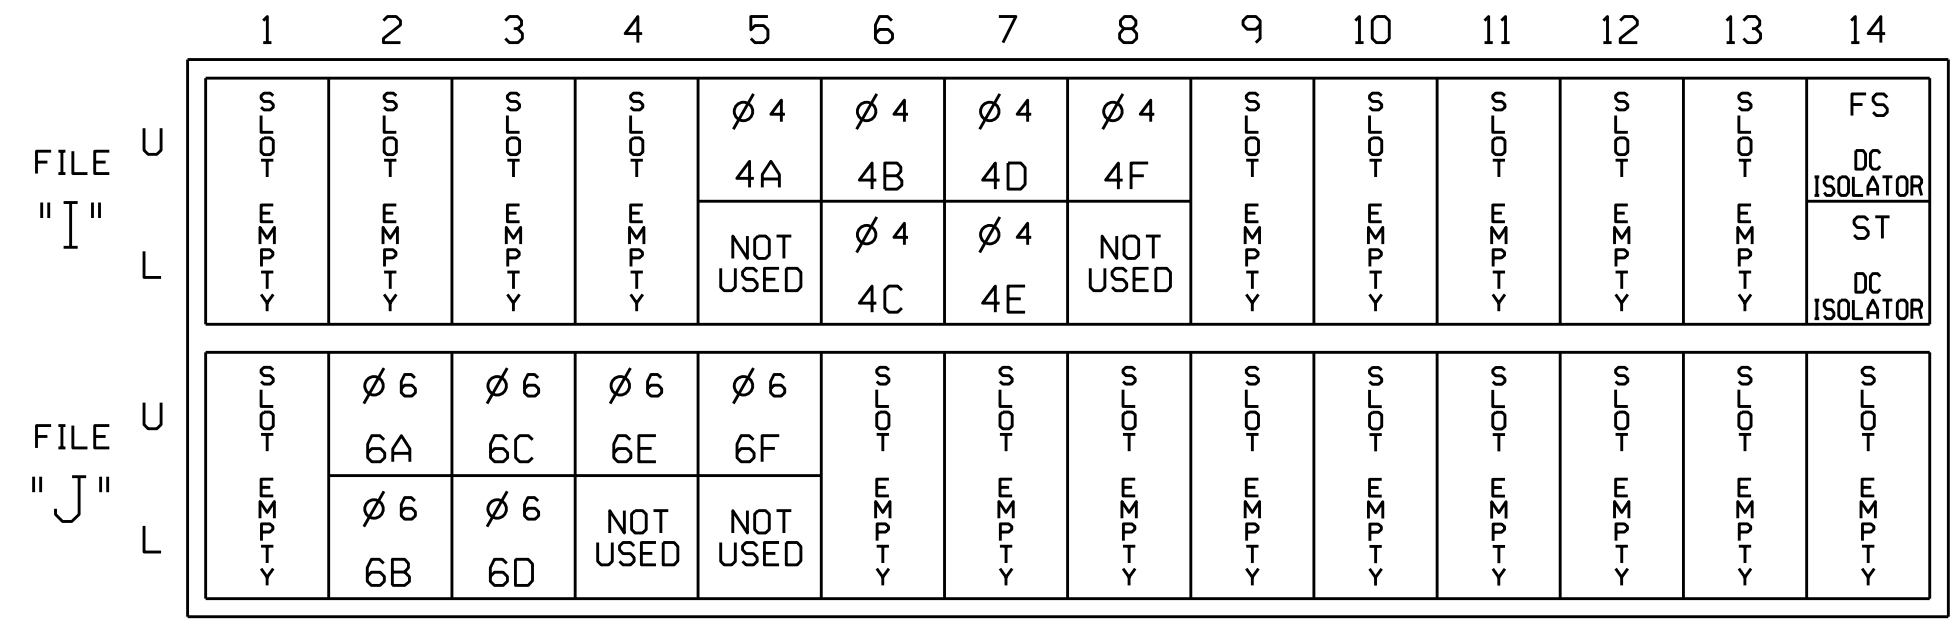 1 2 3 4 5 6 7 8 9 10 11 12 13 14
FILE "I"
U
SLOT EMPTY
SLOT EMPTY
SLOT EMPTY
SLOT EMPTY
Ø 4
4A
Ø 4
4B
Ø 4
4D
Ø 4
4F
SLOT EMPTY
SLOT EMPTY
SLOT EMPTY
SLOT EMPTY
SLOT EMPTY
FS
DC
ISOLATOR
L
NOT
USED
Ø 4
4C
Ø 4
4E
NOT
USED
ST
DC
ISOLATOR
FILE "J"
U
SLOT EMPTY
Ø 6
6A
Ø 6
6C
Ø 6
6E
Ø 6
6F
SLOT EMPTY
SLOT EMPTY
SLOT EMPTY
SLOT EMPTY
SLOT EMPTY
SLOT EMPTY
SLOT EMPTY
SLOT EMPTY
SLOT EMPTY
L
Ø 6
6B
Ø 6
6D
NOT
USED
NOT
USED